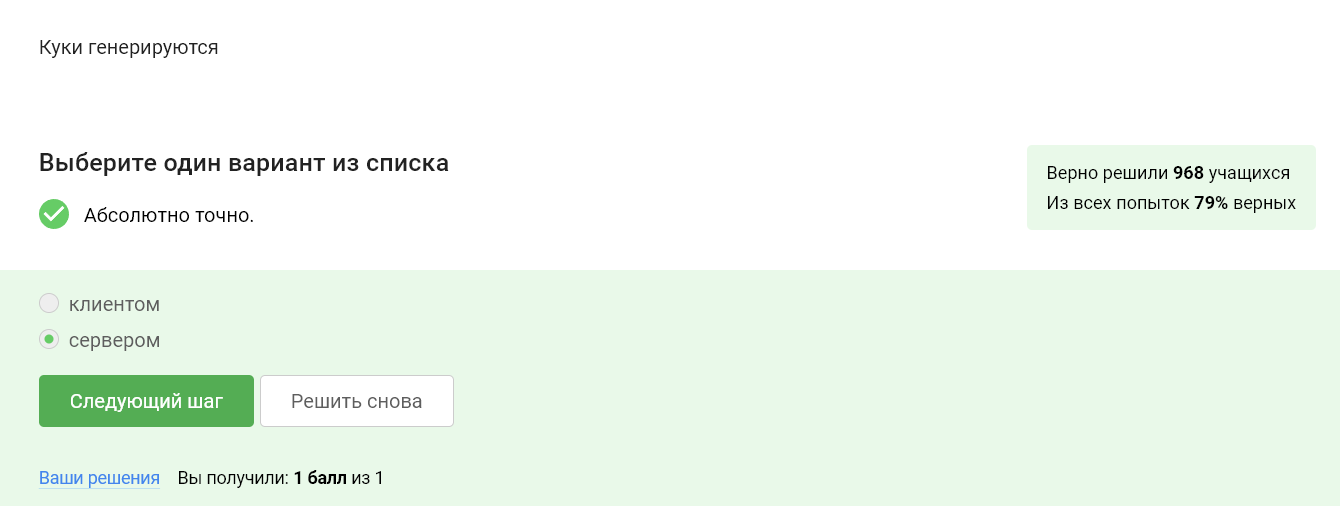 Куки генерируются
Выберите один вариант из списка
Верно решили 968 учащихся
Из всех попыток 79% верных
Абсолютно точно.
клиентом
сервером
Следующий шаг
Решить снова
Ваши решения Вы получили: 1 балл из 1